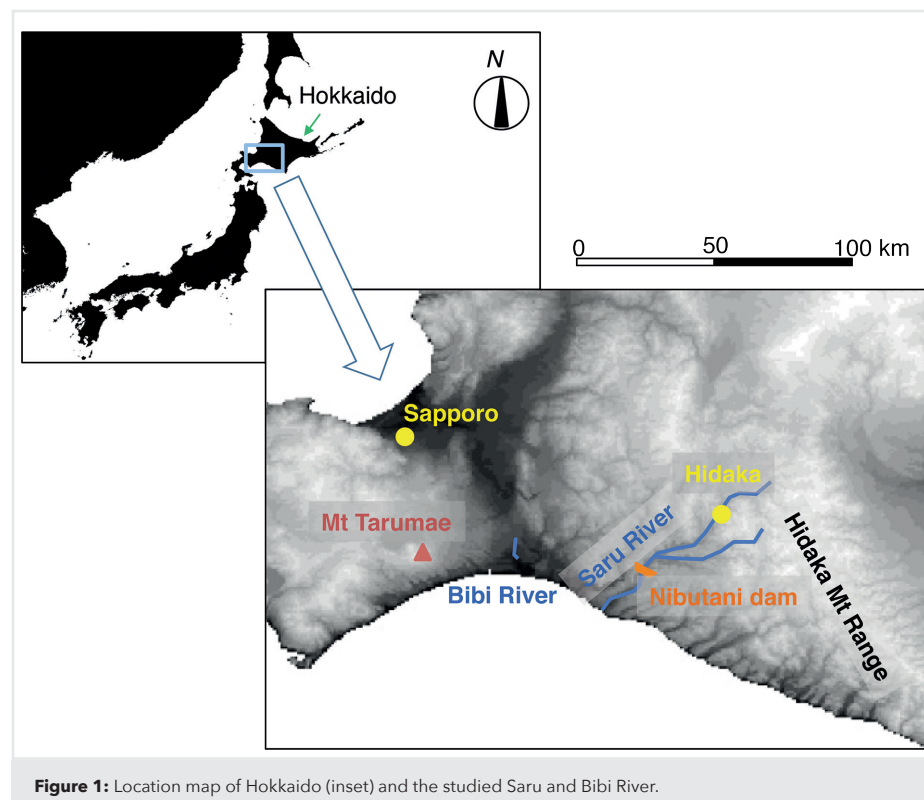 N
Hokkaido
0 50 100 km
Sapporo
Hidaka
Mt Tarumae
Saru River
Hidaka Mt Range
Bibi River
Nibutani dam
Figure 1: Location map of Hokkaido (inset) and the studied Saru and Bibi River.